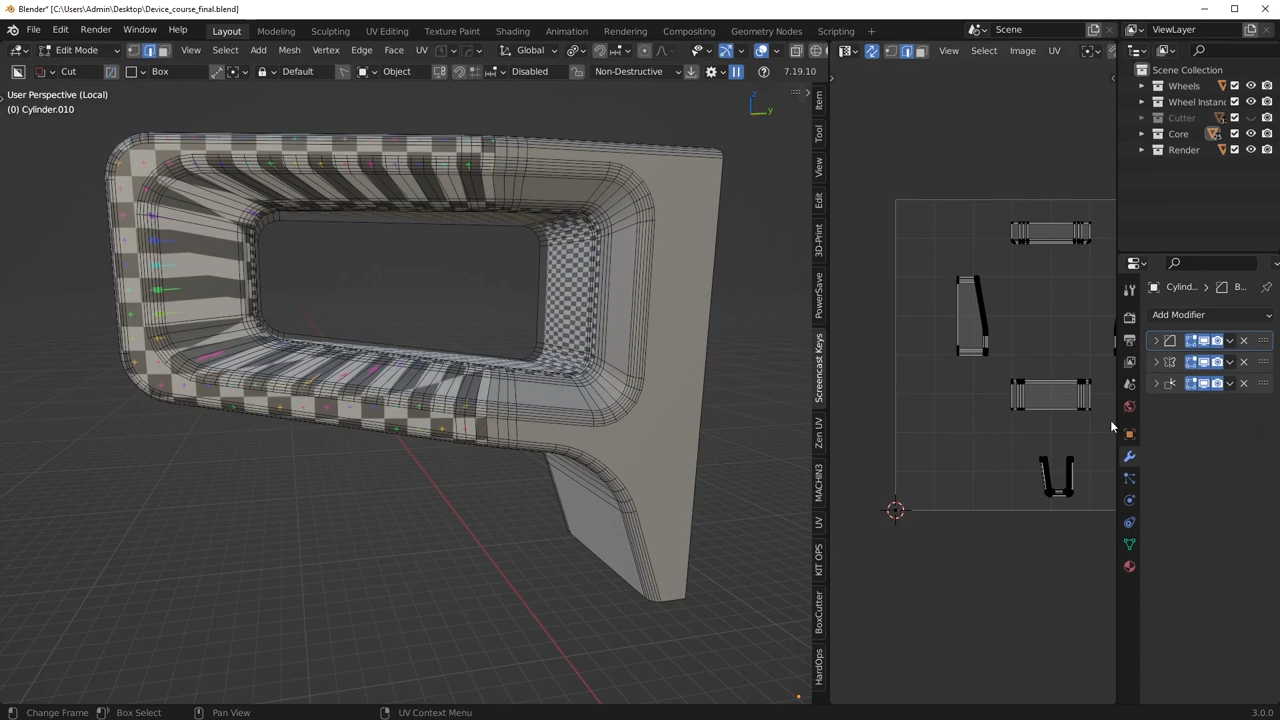 Blender* [C:\Users\Admin\Desktop\Device_course_final.blend]
File Edit Render Window Help Layout Modeling Sculpting UV Editing Texture Paint Shading Animation Rendering Compositing Geometry Nodes Scripting + Scene ViewLayer
Edit Mode View Select Add Mesh Vertex Edge Face UV Global View Select Image UV
Cut Box Default Object Disabled Non-Destructive 7.19.10
Scene Collection
Wheels
Wheel Instanc
Cutter
Core
Render
User Perspective (Local)
(0) Cylinder.010
z
y
Item
Tool
View
Edit
3D-Print
PowerSave
Screencast Keys
Zen UV
MACHIN3
UV
KIT OPS
BoxCutter
HardOps
Cylind... > B...
Add Modifier
Change Frame Box Select Pan View UV Context Menu 3.0.0